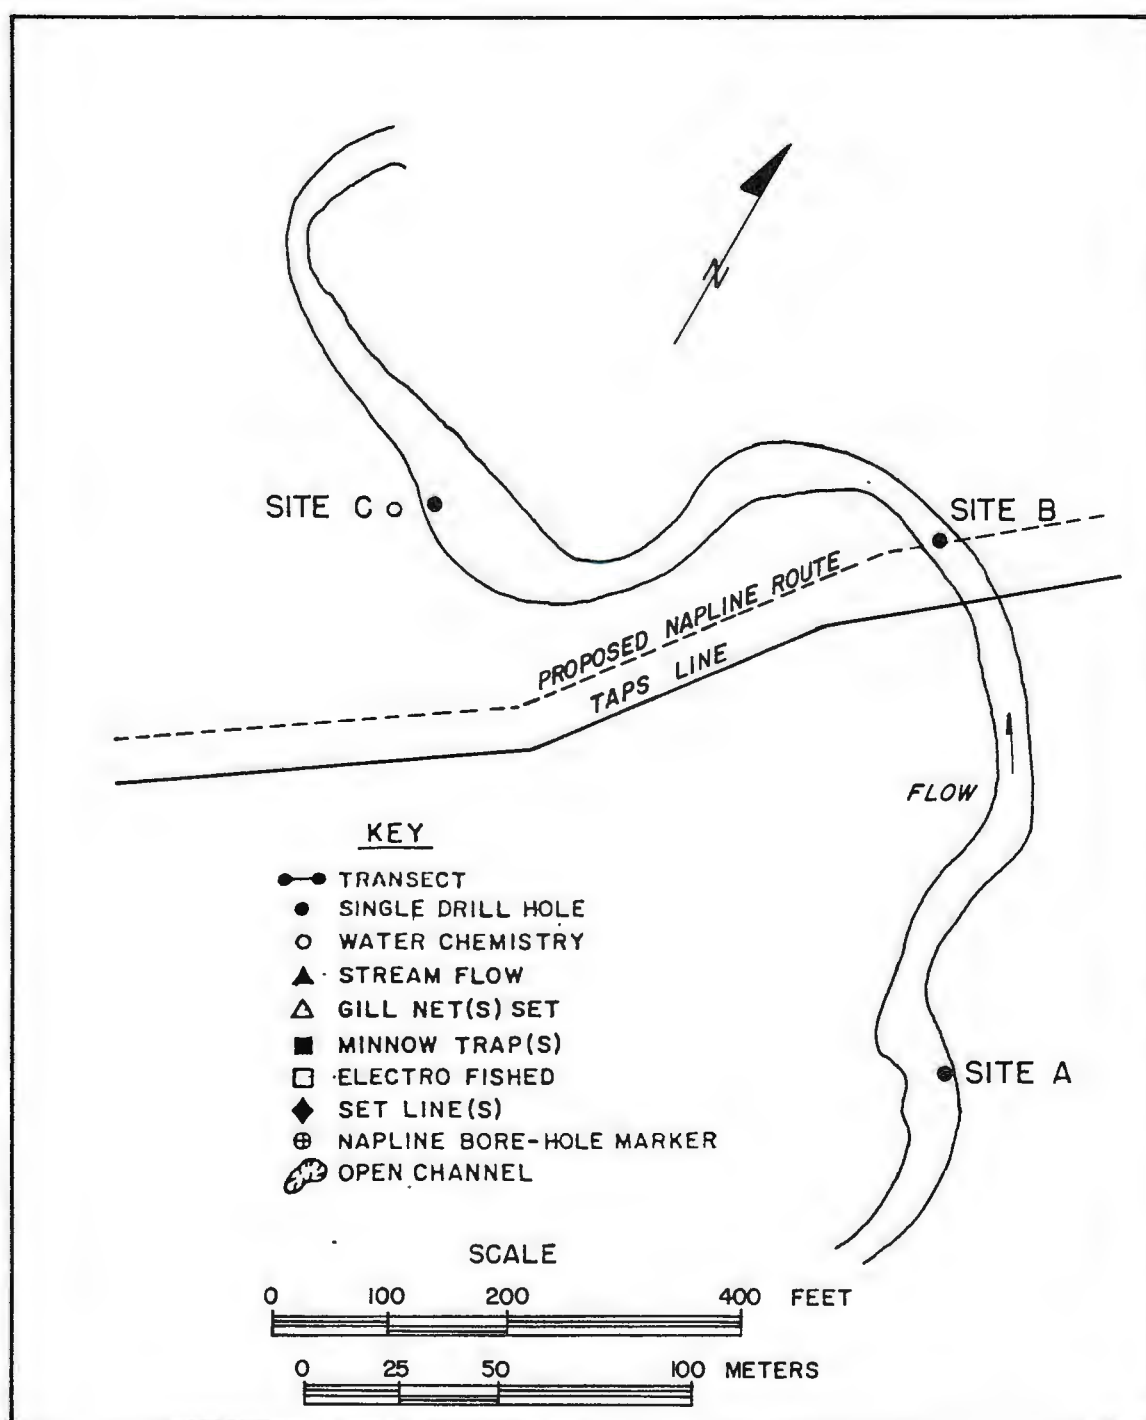 N
SITE C
SITE B
PROPOSED NAPLINE ROUTE
TAPS LINE
FLOW
SITE A
KEY
TRANSECT
SINGLE DRILL HOLE
WATER CHEMISTRY
STREAM FLOW
GILL NET(S) SET
MINNOW TRAP(S)
ELECTRO FISHED
SET LINE(S)
NAPLINE BORE-HOLE MARKER
OPEN CHANNEL
SCALE
0 100 200 400 FEET
0 25 50 100 METERS